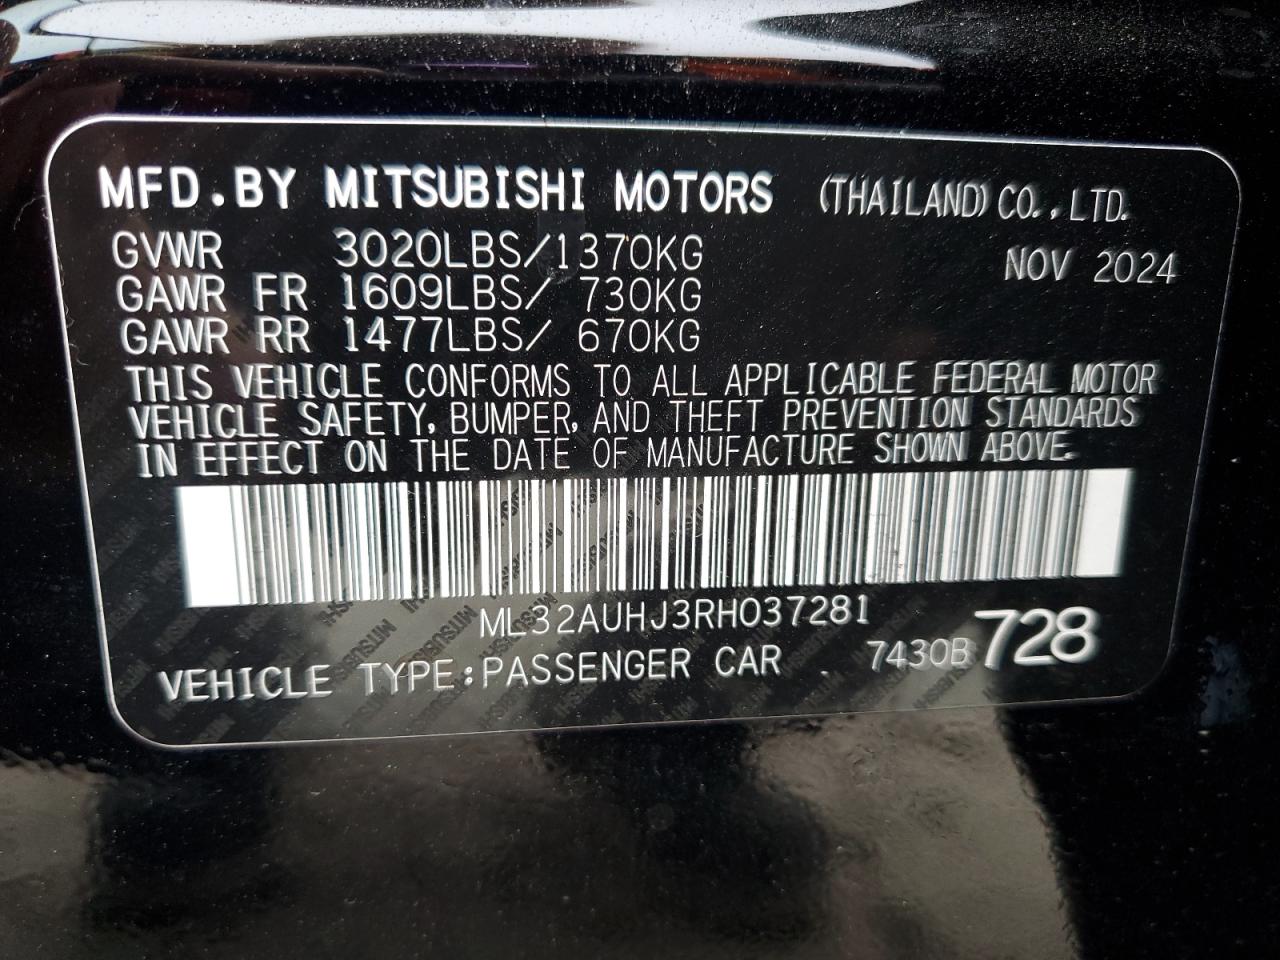 MFD.BY MITSUBISHI MOTORS (THAILAND) CO.,LTD.
GVWR 3020LBS/1370KG NOV 2024
GAWR FR 1609LBS/ 730KG
GAWR RR 1477LBS/ 670KG
THIS VEHICLE CONFORMS TO ALL APPLICABLE FEDERAL MOTOR
VEHICLE SAFETY, BUMPER, AND THEFT PREVENTION STANDARDS
IN EFFECT ON THE DATE OF MANUFACTURE SHOWN ABOVE.
ML32AUHJ3RH037281
VEHICLE TYPE:PASSENGER CAR 7430B 728